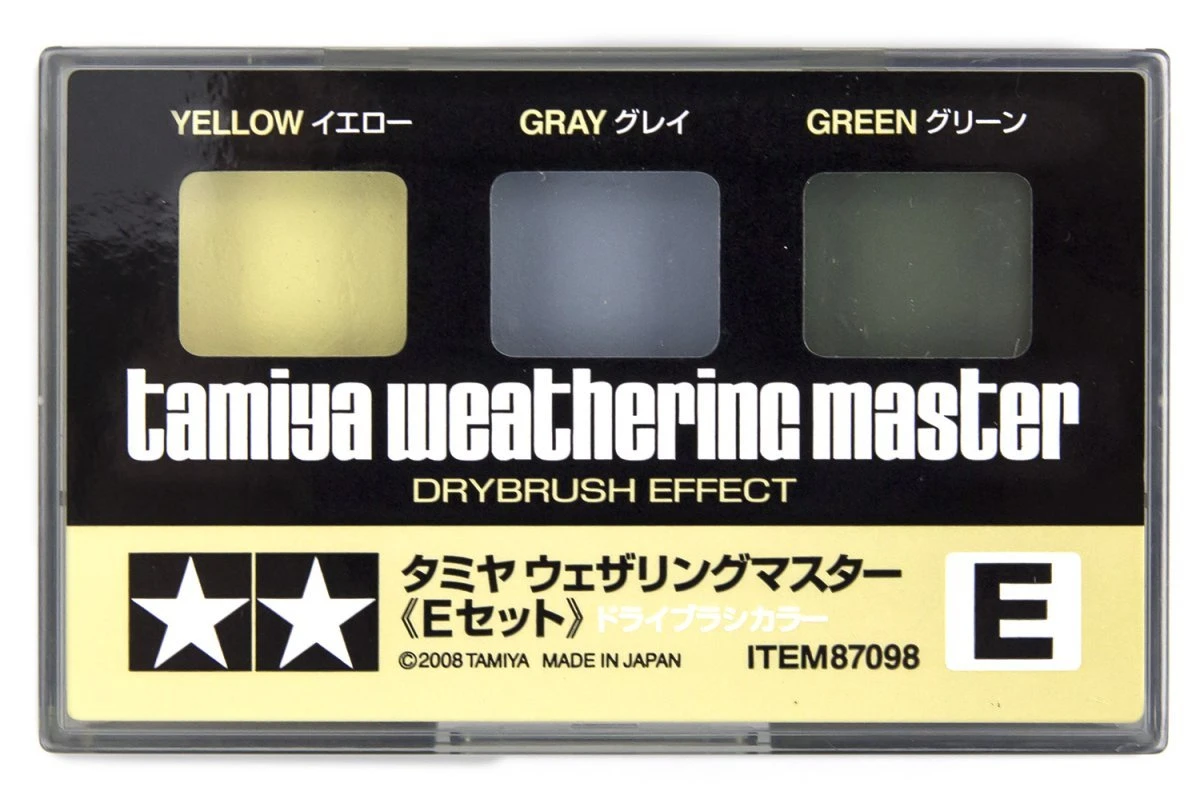 YELLOW イエロー
GRAY グレイ
GREEN グリーン
tamiya weathering master
DRYBRUSH EFFECT
タミヤ ウェザリングマスター
《Eセット》 ドライブラシカラー
©2008 TAMIYA MADE IN JAPAN
ITEM87098
E